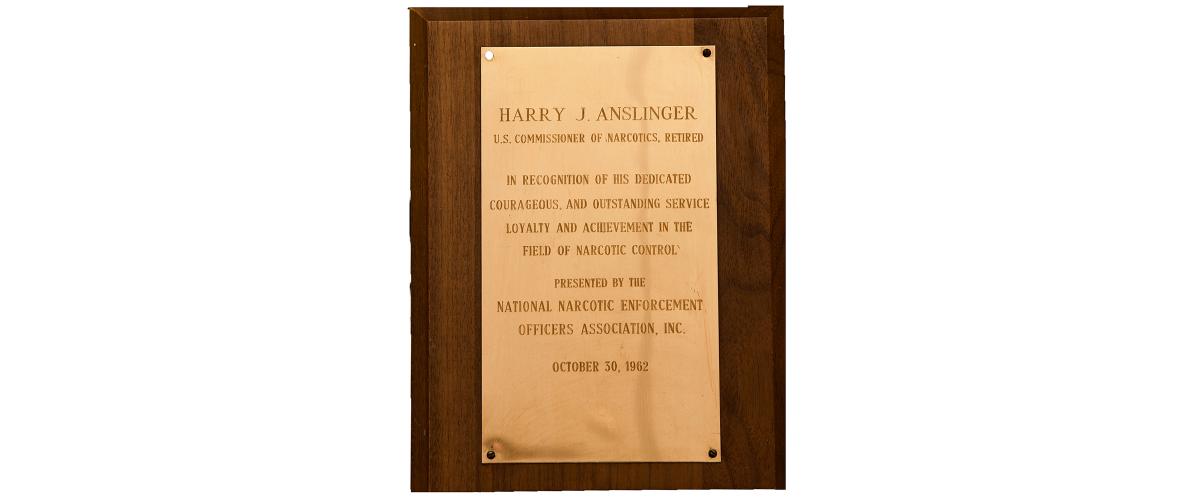 HARRY J. ANSLINGER
U.S. COMMISSIONER OF NARCOTICS, RETIRED
IN RECOGNITION OF HIS DEDICATED
COURAGEOUS, AND OUTSTANDING SERVICE
LOYALTY AND ACHIEVEMENT IN THE
FIELD OF NARCOTIC CONTROL
PRESENTED BY THE
NATIONAL NARCOTIC ENFORCEMENT
OFFICERS ASSOCIATION, INC.
OCTOBER 30, 1962